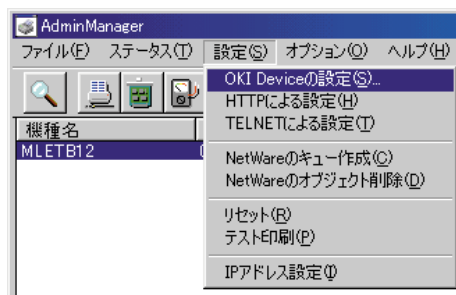 AdminManager
ファイル(F) ステータス(T) 設定(S) オプション(O) ヘルプ(H)
OKI Deviceの設定(S)...
HTTPによる設定(H)
TELNETによる設定(T)
機種名
MLETB12
NetWareのキュー作成(C)
NetWareのオブジェクト削除(D)
リセット(R)
テスト印刷(P)
IPアドレス設定(I)